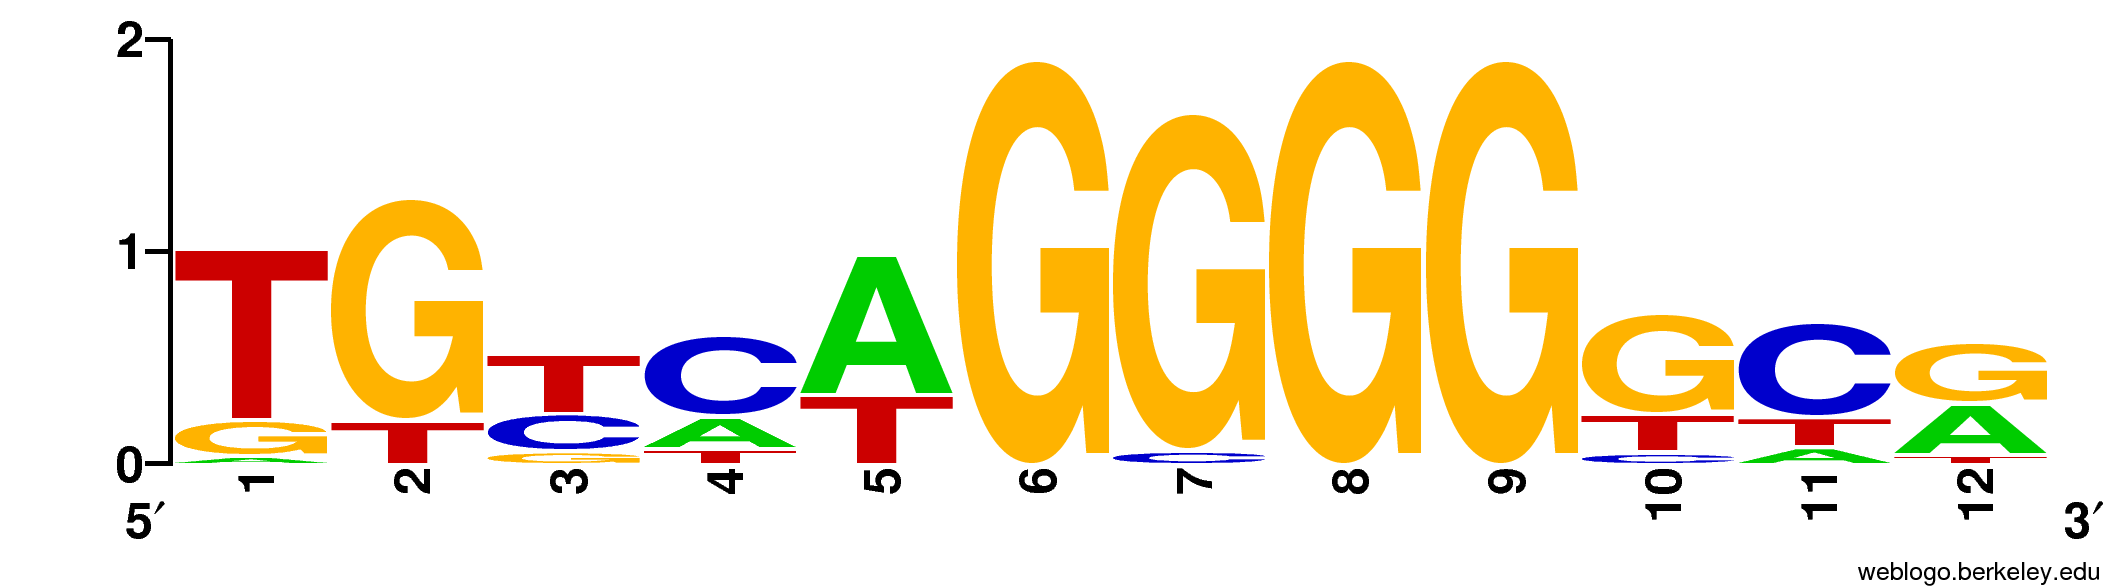 2
1
0
T G T C A G G G G G C G
G T C A T C T T A
A G T C A T
1 2 3 4 5 6 7 8 9 10 11 12
5′ 3′
weblogo.berkeley.edu